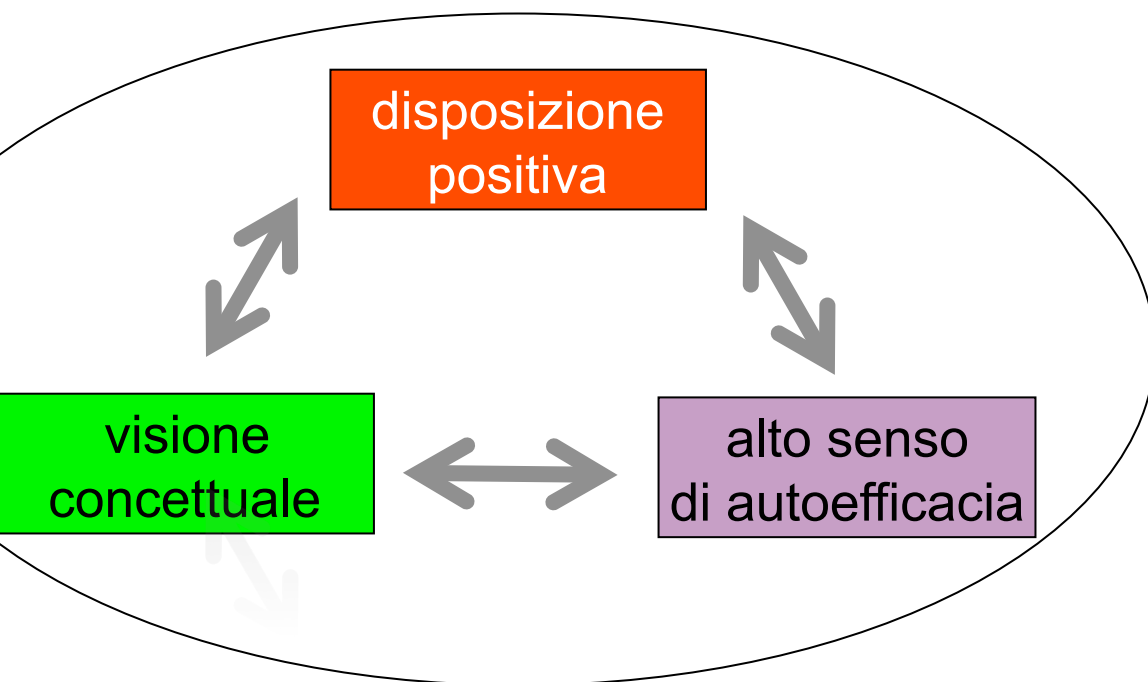 disposizione
positiva
visione
concettuale
alto senso
di autoefficacia